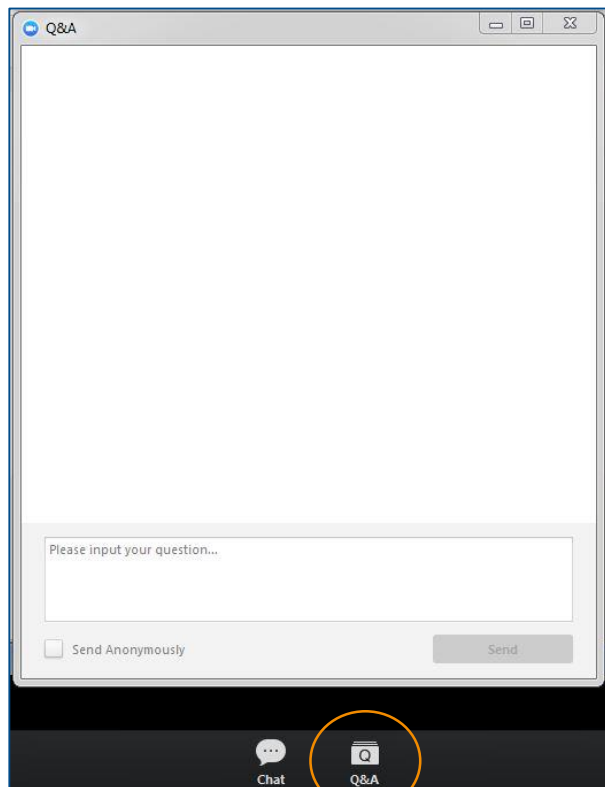 Q&A
Please input your question...
Send Anonymously
Send
Q
Chat
Q&A